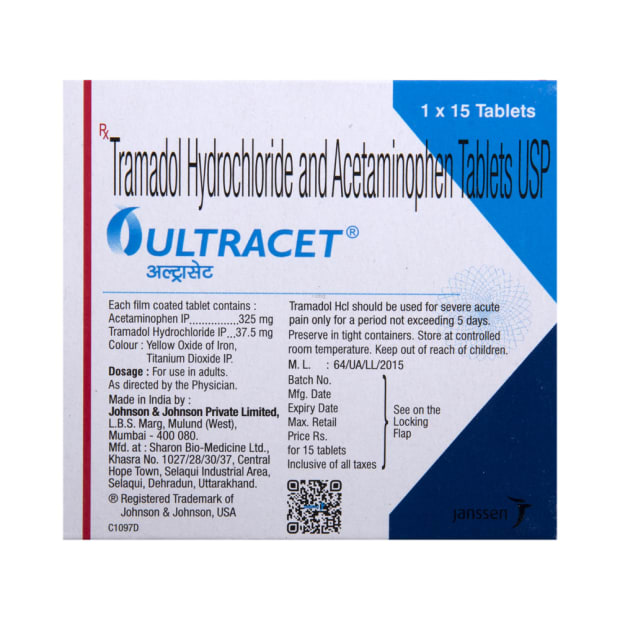 1 x 15 Tablets
Rx
Tramadol Hydrochloride and Acetaminophen Tablets USP
ULTRACET®
अल्ट्रासेट
Each film coated tablet contains :
Acetaminophen IP................325 mg
Tramadol Hydrochloride IP...37.5 mg
Colour : Yellow Oxide of Iron,
Titanium Dioxide IP.
Dosage : For use in adults.
As directed by the Physician.
Made in India by :
Johnson & Johnson Private Limited,
L.B.S. Marg, Mulund (West),
Mumbai - 400 080.
Mfd. at : Sharon Bio-Medicine Ltd.,
Khasra No. 1027/28/30/37, Central
Hope Town, Selaqui Industrial Area,
Selaqui, Dehradun, Uttarakhand.
® Registered Trademark of
Johnson & Johnson, USA
C1097D
Tramadol Hcl should be used for severe acute
pain only for a period not exceeding 5 days.
Preserve in tight containers. Store at controlled
room temperature. Keep out of reach of children.
M. L. : 64/UA/LL/2015
Batch No.
Mfg. Date
Expiry Date
Max. Retail
Price Rs.
for 15 tablets
Inclusive of all taxes
See on the
Locking
Flap
janssen